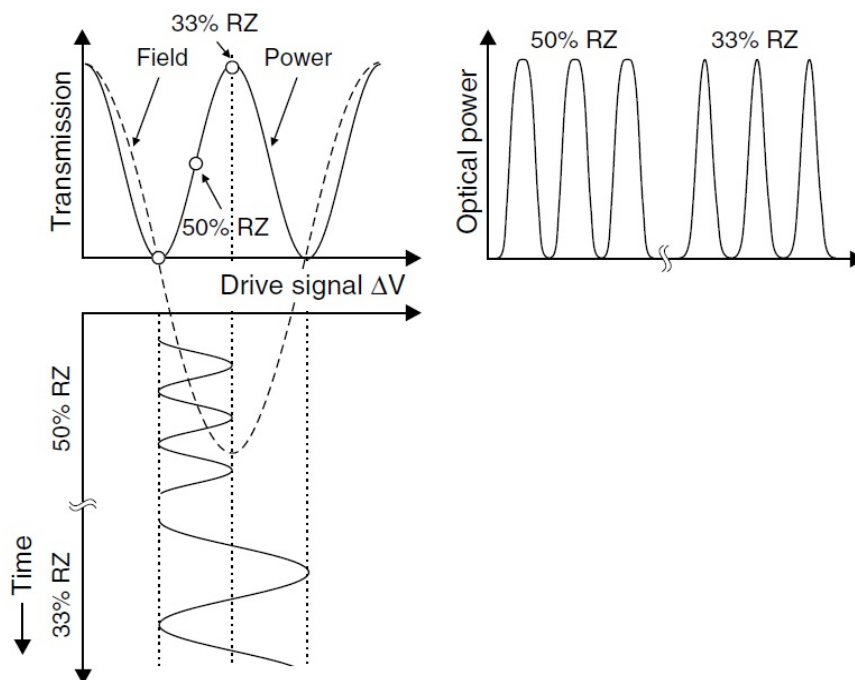 33% RZ
Field
Power
Transmission
50% RZ
Drive signal ΔV
50% RZ
33% RZ
Optical power
50% RZ
33% RZ
Time